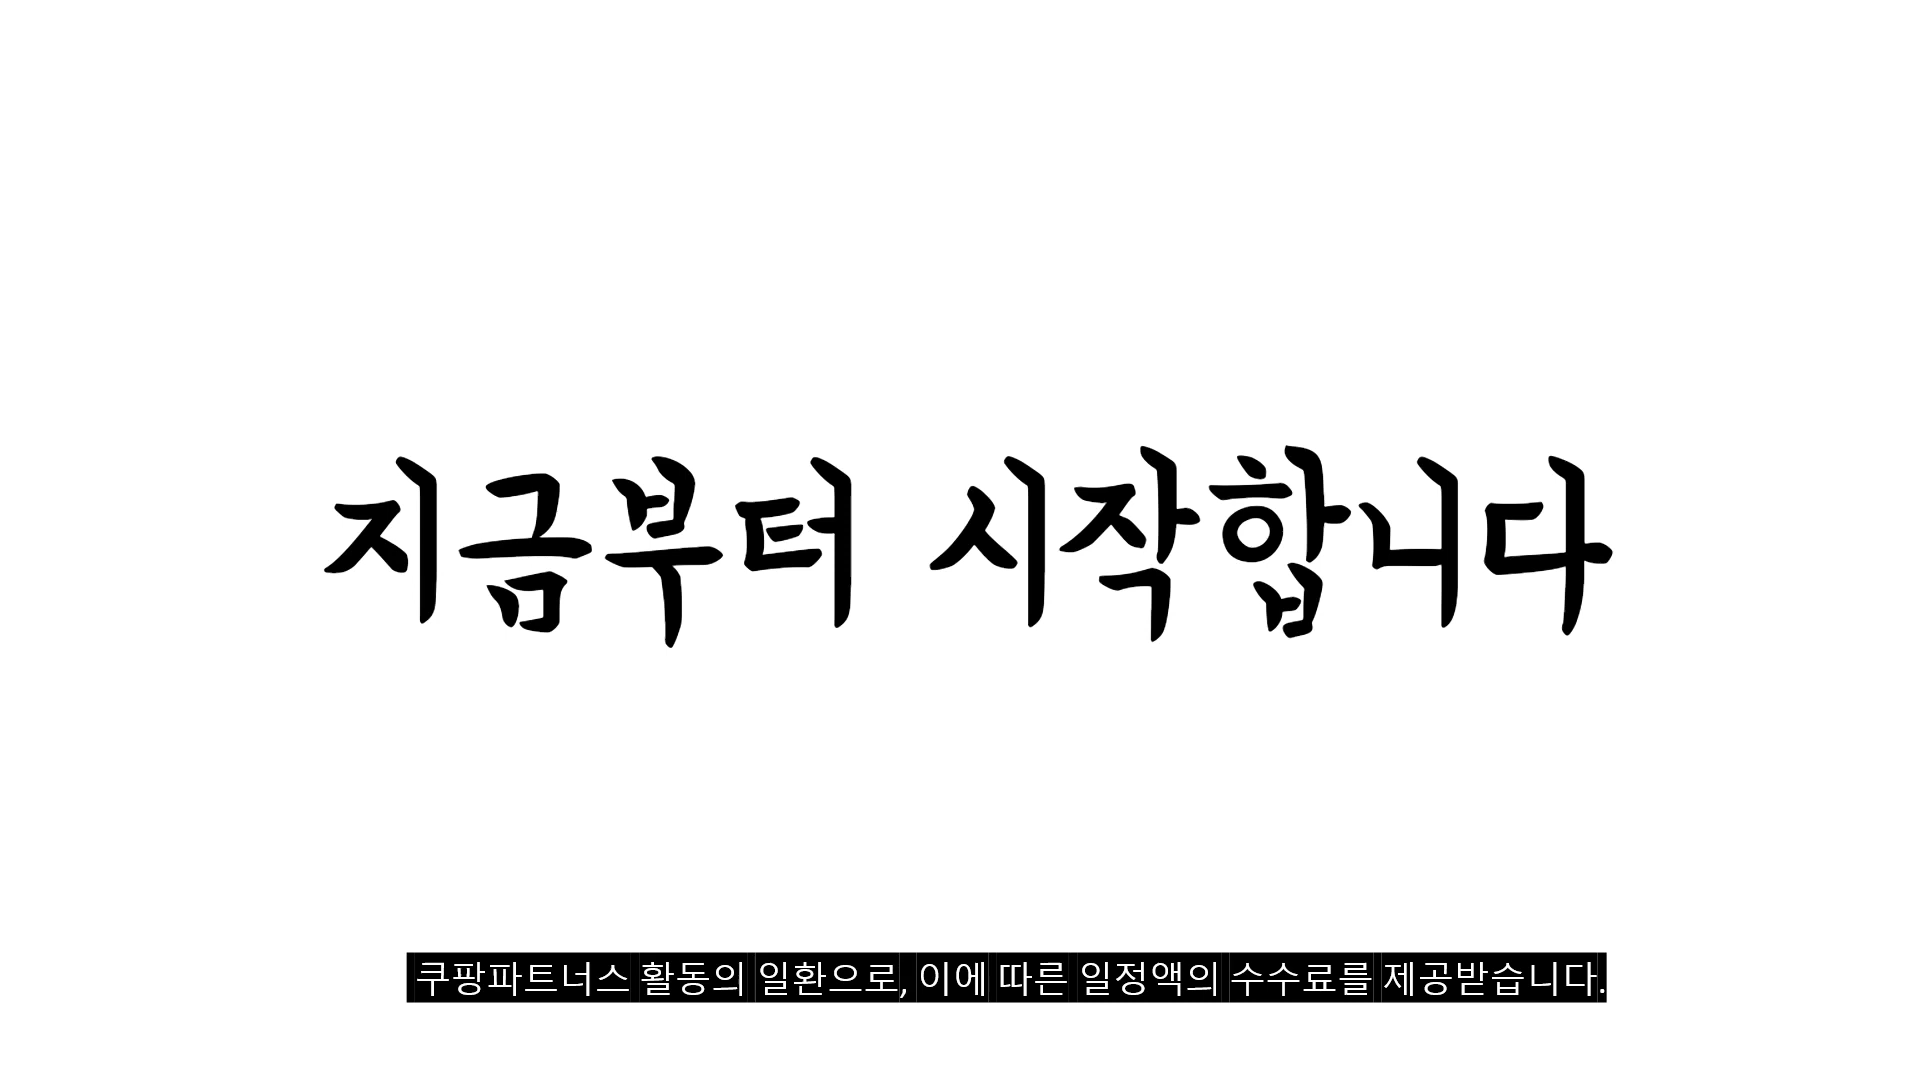 지금부터 시작합니다
쿠팡파트너스 활동의 일환으로, 이에 따른 일정액의 수수료를 제공받습니다.